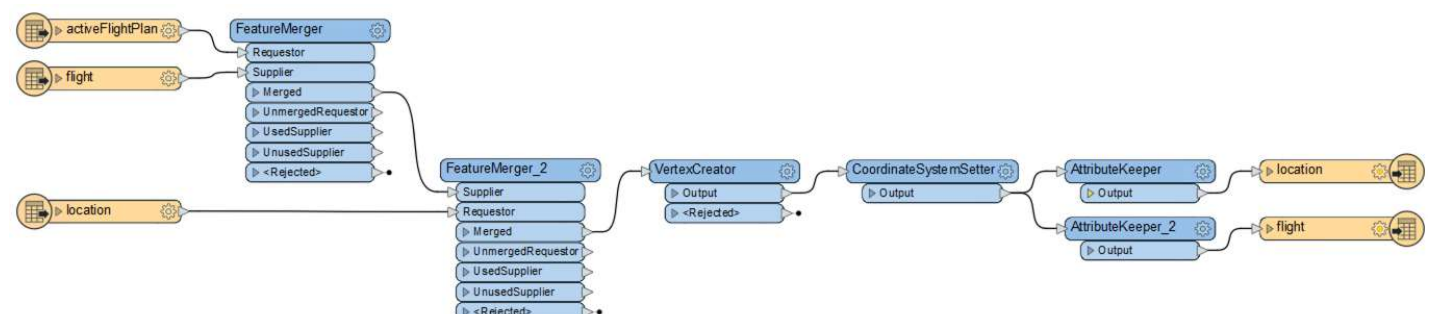 activeFlightPlan
flight
location
FeatureMerger
Requestor
Supplier
Merged
UnmergedRequestor
UsedSupplier
UnusedSupplier
<Rejected>
FeatureMerger_2
Supplier
Requestor
Merged
UnmergedRequestor
UsedSupplier
UnusedSupplier
<Rejected>
VertexCreator
Output
<Rejected>
CoordinateSystemSetter
Output
AttributeKeeper
Output
AttributeKeeper_2
Output
location
flight